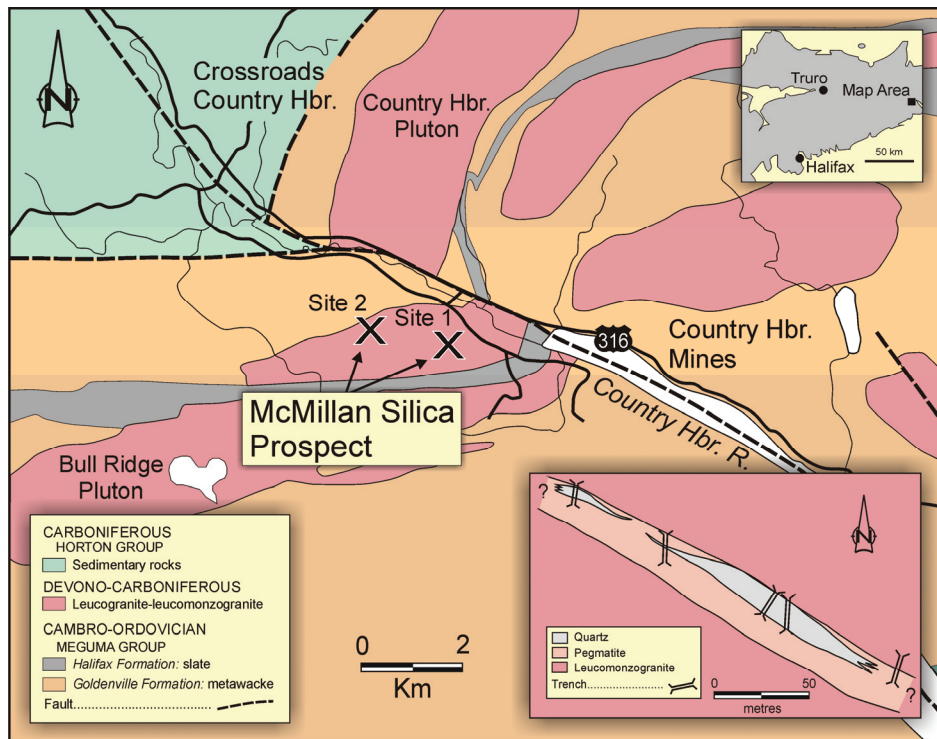 N
Crossroads
Country Hbr.
Country Hbr.
Pluton
Truro
Map Area
Halifax
50 km
Site 2
Site 1
316
Country Hbr.
Mines
McMillan Silica
Prospect
Country Hbr. R.
Bull Ridge
Pluton
CARBONIFEROUS
HORTON GROUP
Sedimentary rocks
DEVONO-CARBONIFEROUS
Leucogranite-leucomonzogranite
CAMBRO-ORDOVICIAN
MEGUMA GROUP
Halifax Formation: slate
Goldenville Formation: metawacke
Fault
0 2
Km
?
N
Quartz
Pegmatite
Leucomonzogranite
Trench
0 50
metres
?